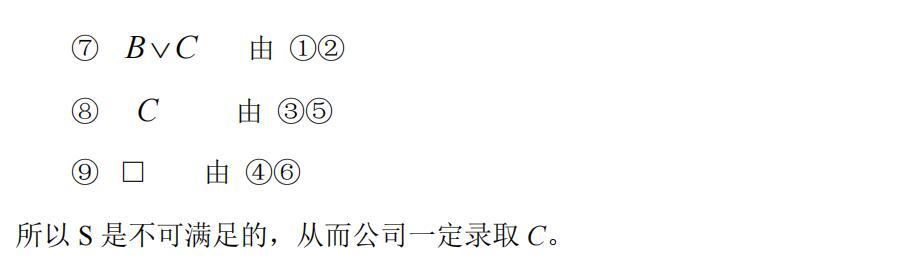 ⑦ B∨C 由 ①②
⑧ C 由 ③⑤
⑨ □ 由 ④⑥
所以 S 是不可满足的，从而公司一定录取 C。